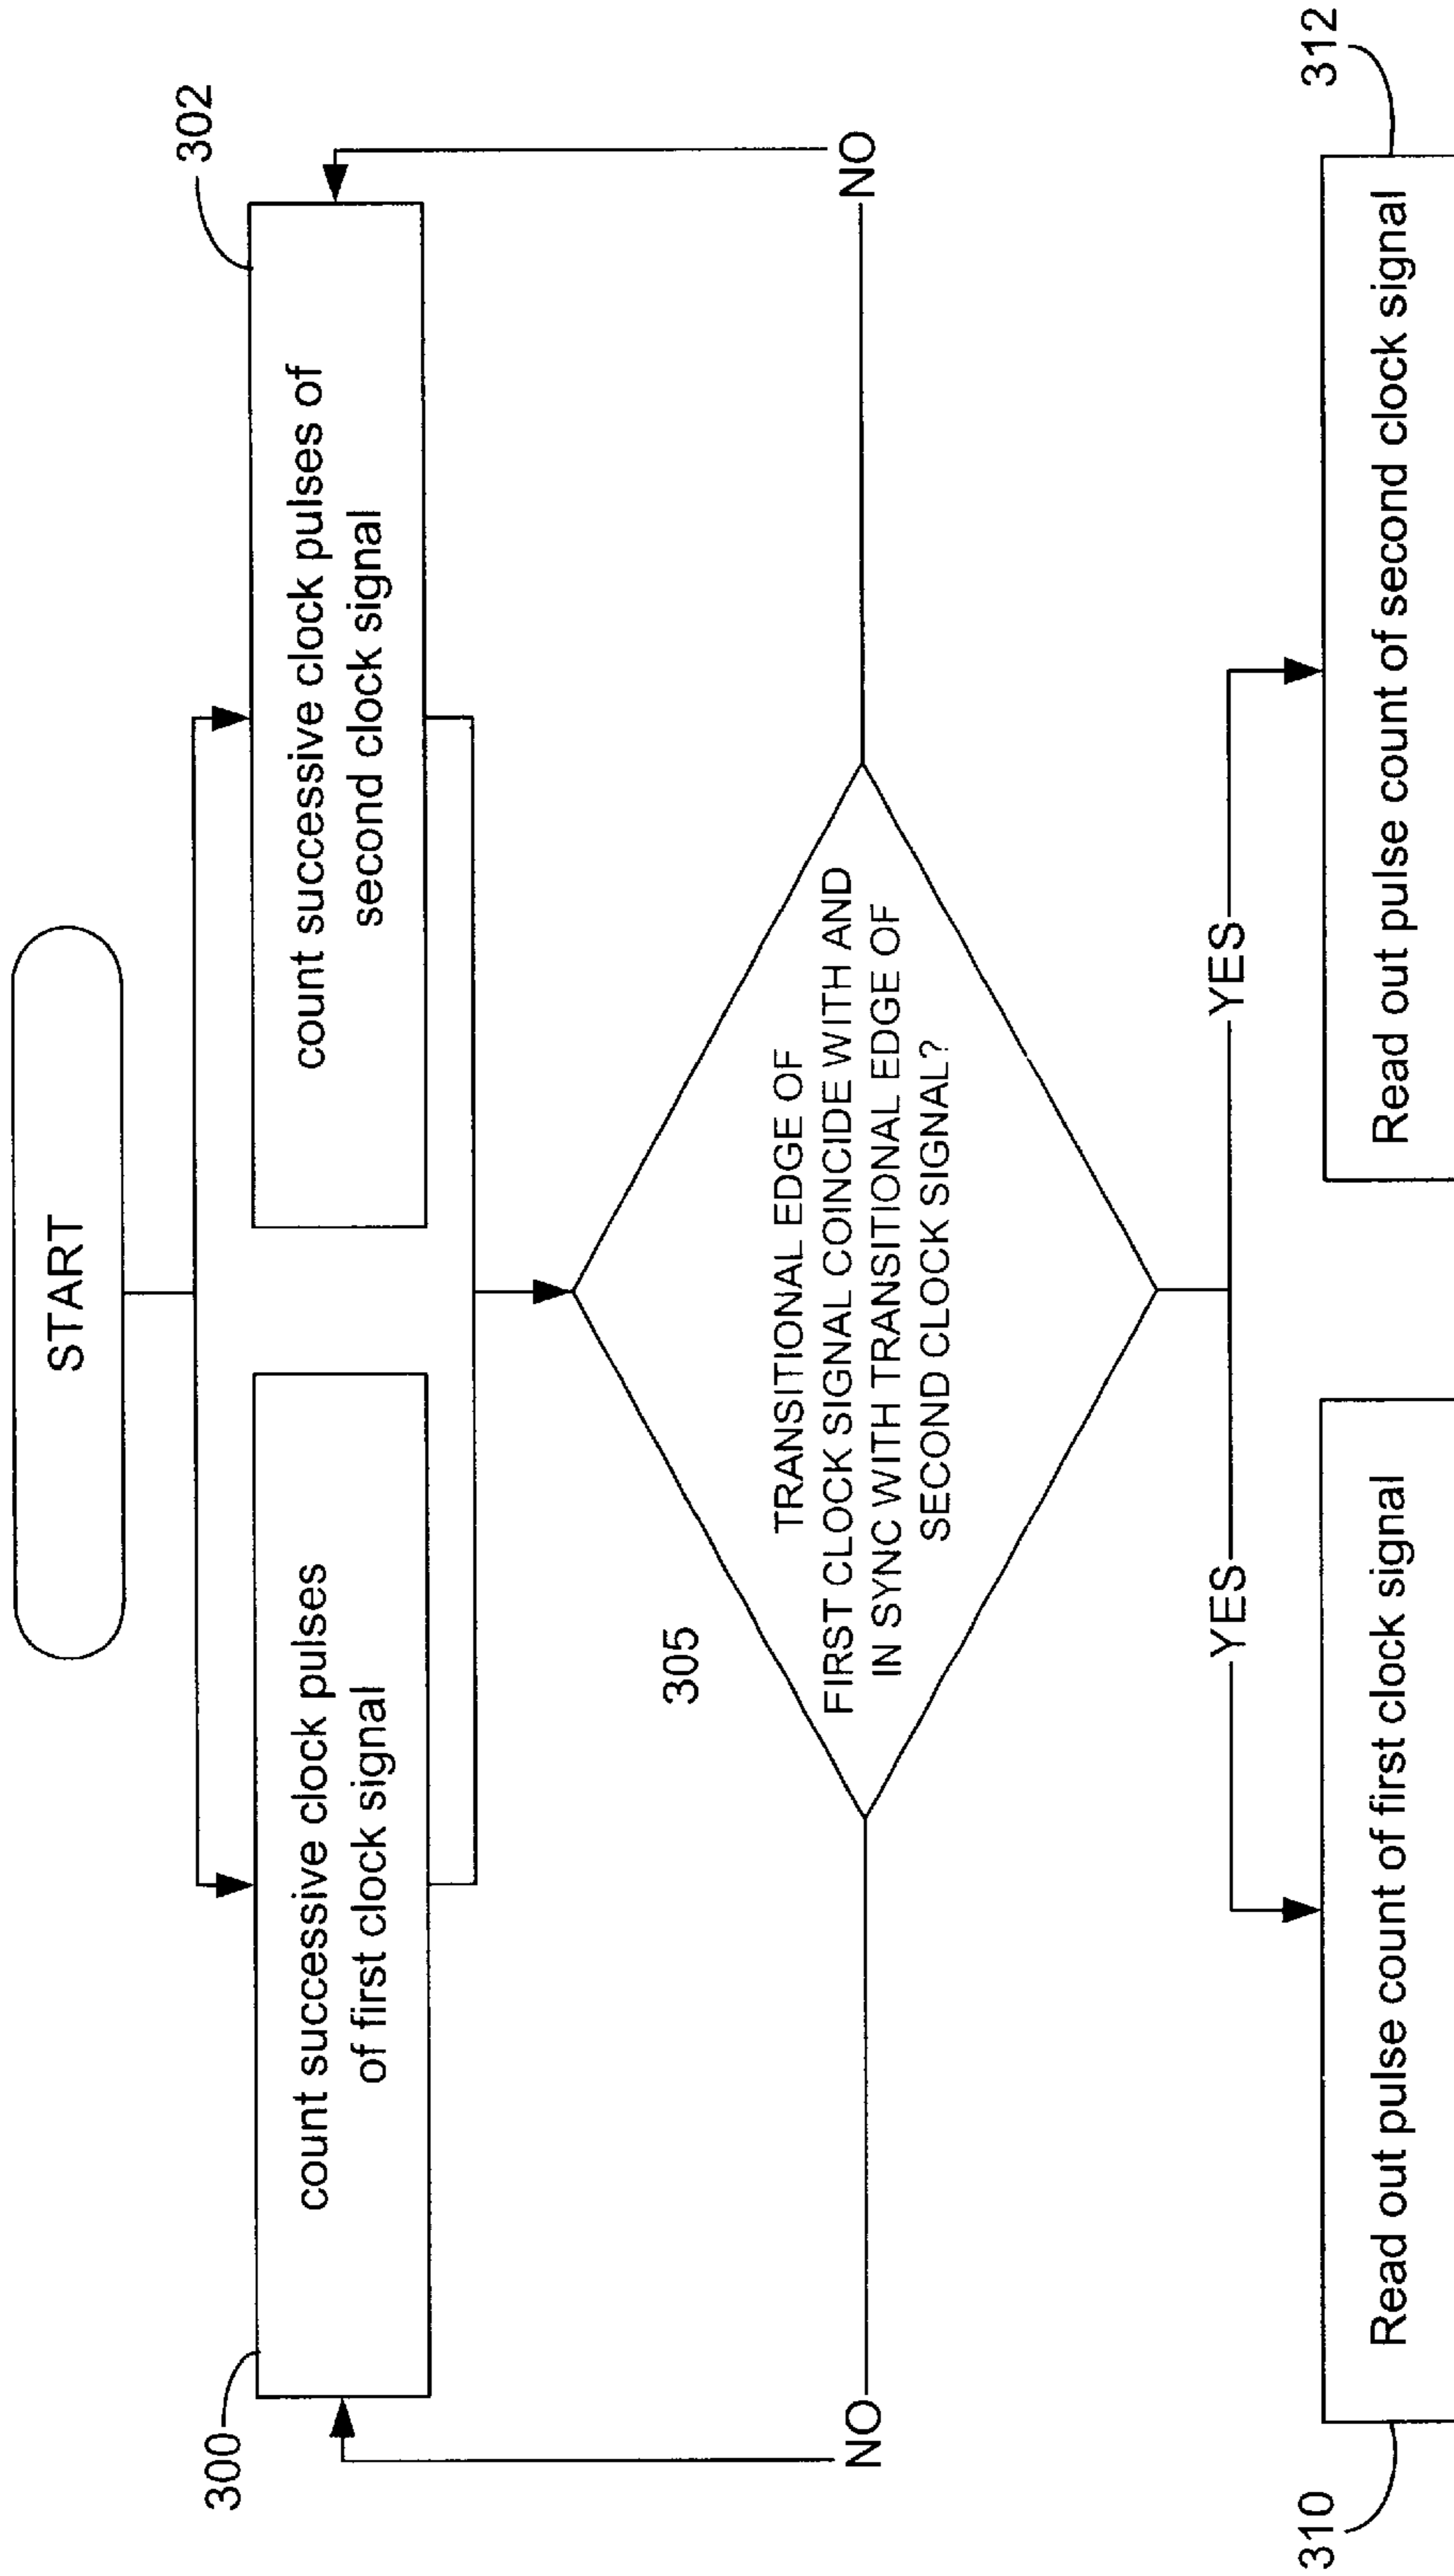 START
300
302
count successive clock pulses
of first clock signal
count successive clock pulses of
second clock signal
305
TRANSITIONAL EDGE OF
FIRST CLOCK SIGNAL COINCIDE WITH AND
IN SYNC WITH TRANSITIONAL EDGE OF
SECOND CLOCK SIGNAL?
NO
NO
YES
YES
310
312
Read out pulse count of first clock signal
Read out pulse count of second clock signal